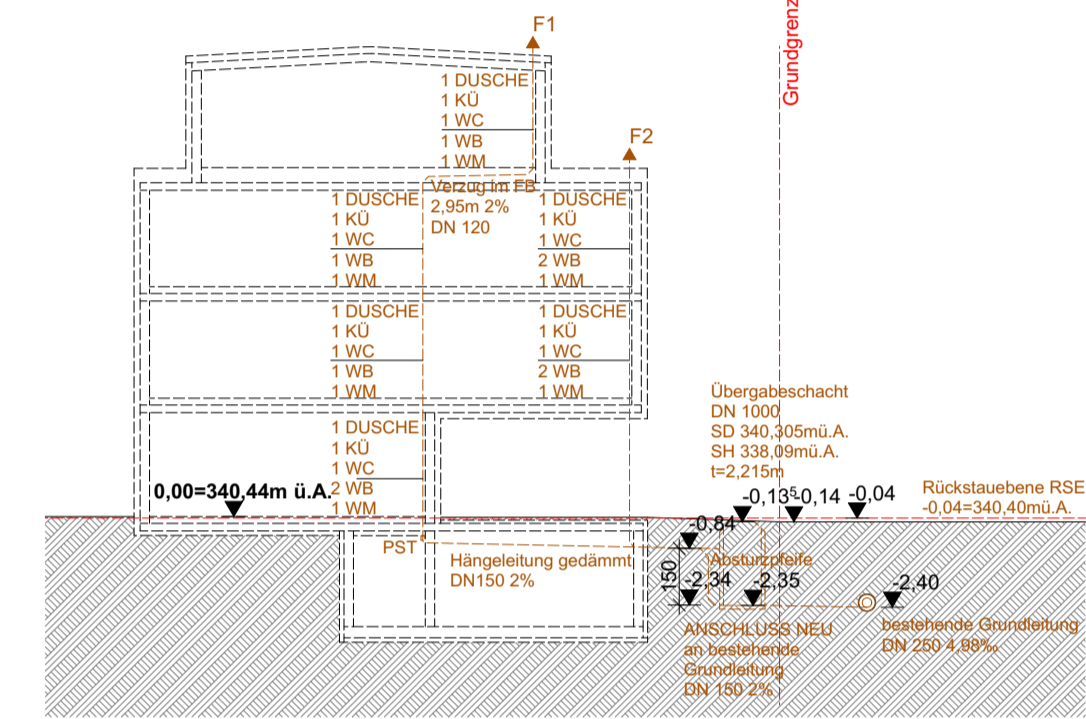 F1
Grundgrenz
1 DUSCHE
1 KÜ
1 WC
1 WB
1 WM
F2
Verzug im FB
2,95m 2%
DN 120
1 DUSCHE
1 KÜ
1 WC
1 WB
1 WM
1 DUSCHE
1 KÜ
1 WC
2 WB
1 WM
1 DUSCHE
1 KÜ
1 WC
1 WB
1 WM
1 DUSCHE
1 KÜ
1 WC
2 WB
1 WM
1 DUSCHE
1 KÜ
1 WC
2 WB
1 WM
0,00=340,44m ü.A.
Übergabeschacht
DN 1000
SD 340,305mü.A.
SH 338,09mü.A.
t=2,215m
-0,13⁵
-0,14
-0,04
Rückstauebene RSE
-0,04=340,40mü.A.
-0,84
PST
Hängeleitung gedämmt
DN150 2%
150
Absturzpfeife
-2,34
-2,35
-2,40
ANSCHLUSS NEU
an bestehende
Grundleitung
DN 150 2%
bestehende Grundleitung
DN 250 4,98‰